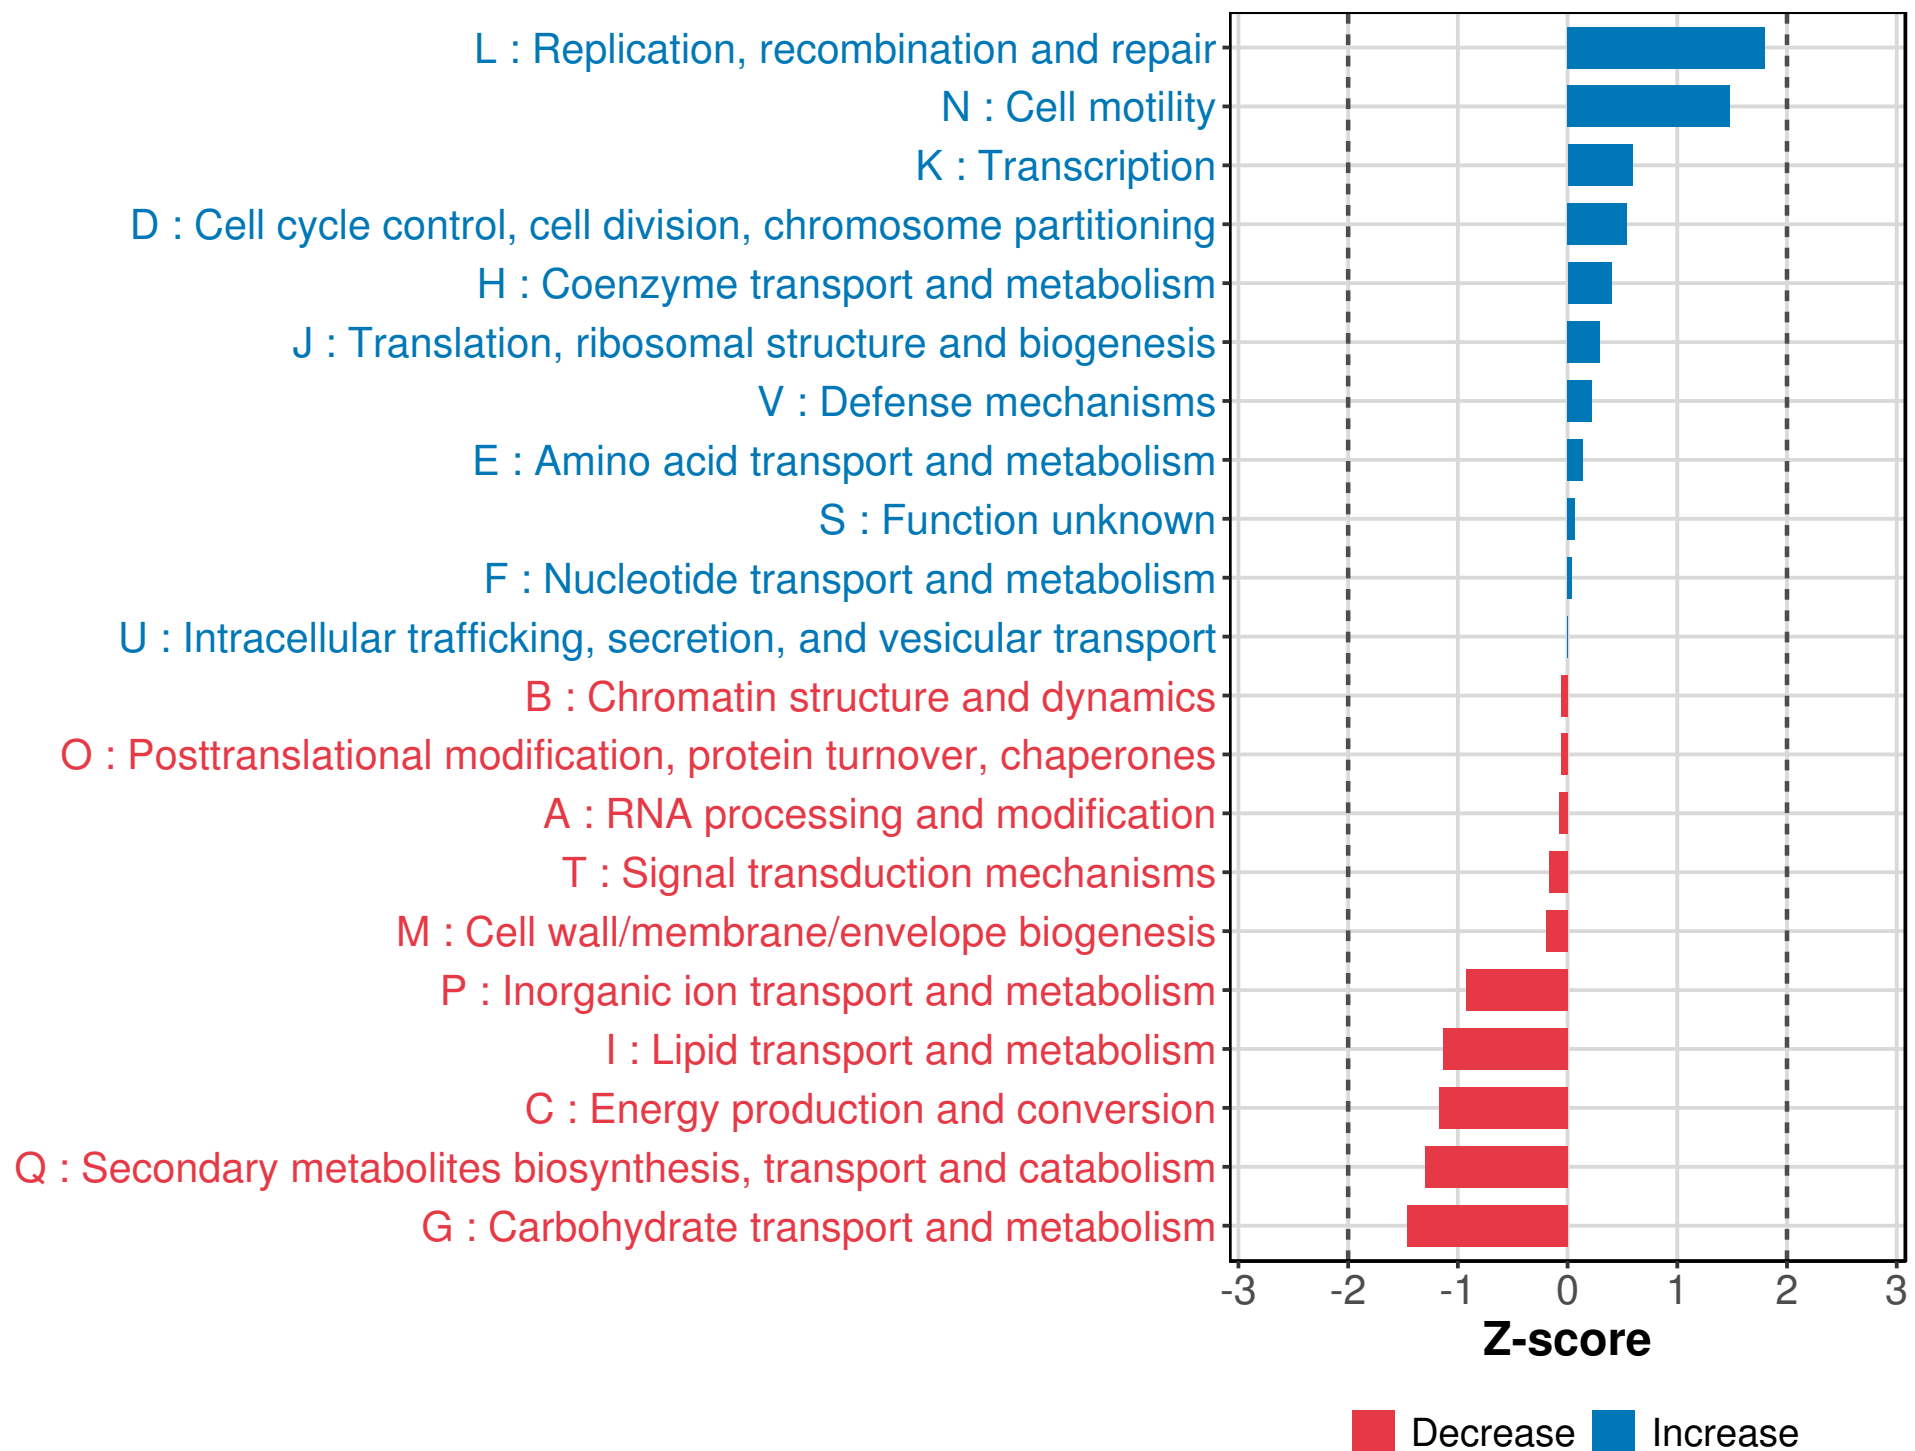 L : Replication, recombination and repair
N : Cell motility
K : Transcription
D : Cell cycle control, cell division, chromosome partitioning
H : Coenzyme transport and metabolism
J : Translation, ribosomal structure and biogenesis
V : Defense mechanisms
E : Amino acid transport and metabolism
S : Function unknown
F : Nucleotide transport and metabolism
U : Intracellular trafficking, secretion, and vesicular transport
B : Chromatin structure and dynamics
O : Posttranslational modification, protein turnover, chaperones
A : RNA processing and modification
T : Signal transduction mechanisms
M : Cell wall/membrane/envelope biogenesis
P : Inorganic ion transport and metabolism
I : Lipid transport and metabolism
C : Energy production and conversion
Q : Secondary metabolites biosynthesis, transport and catabolism
G : Carbohydrate transport and metabolism
-3 -2 -1 0 1 2 3
Z-score
Decrease Increase